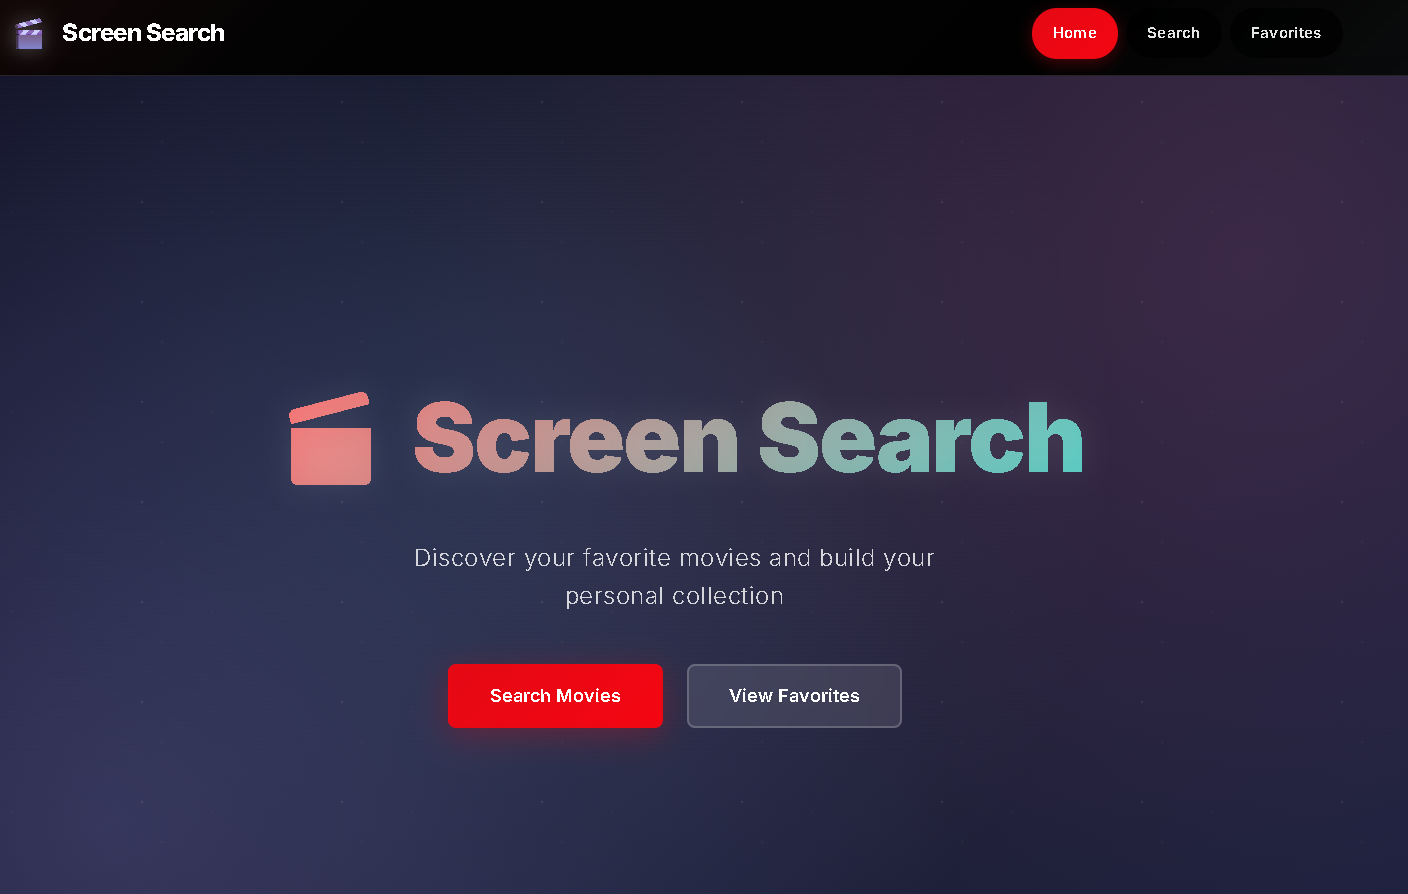 Screen Search
Home
Search
Favorites
Screen Search
Discover your favorite movies and build your
personal collection
Search Movies
View Favorites